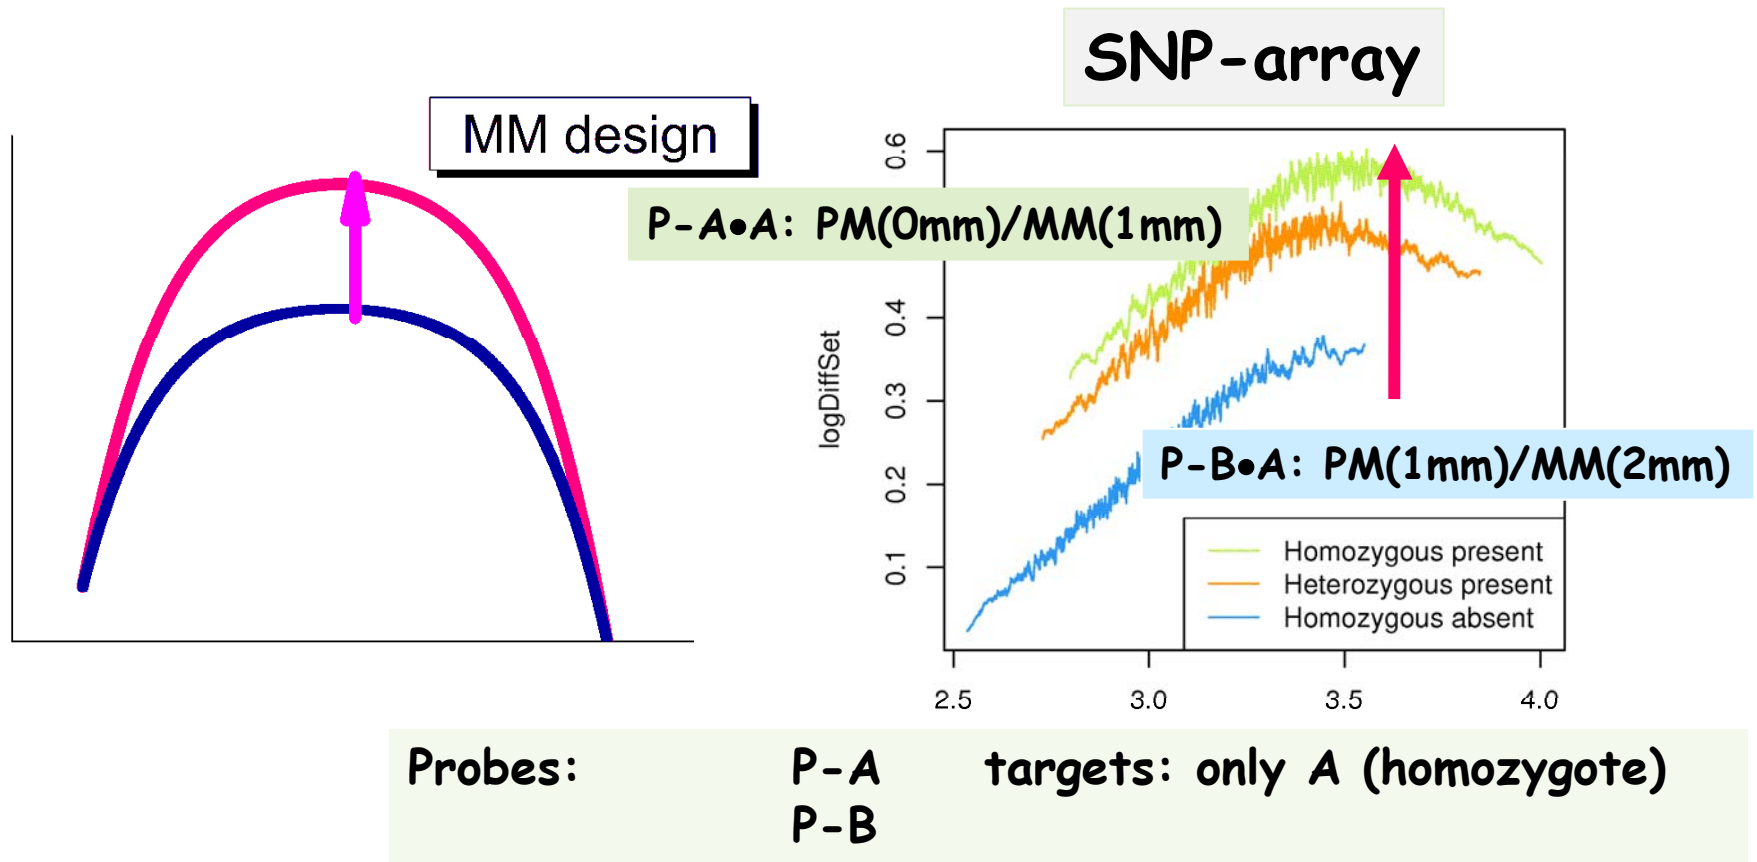 SNP-array
MM design
P-A•A: PM(0mm)/MM(1mm)
0.6
0.4
0.3
0.2
0.1
logDiffSet
P-B•A: PM(1mm)/MM(2mm)
Homozygous present
Heterozygous present
Homozygous absent
2.5 3.0 3.5 4.0
Probes: P-A targets: only A (homozygote)
P-B